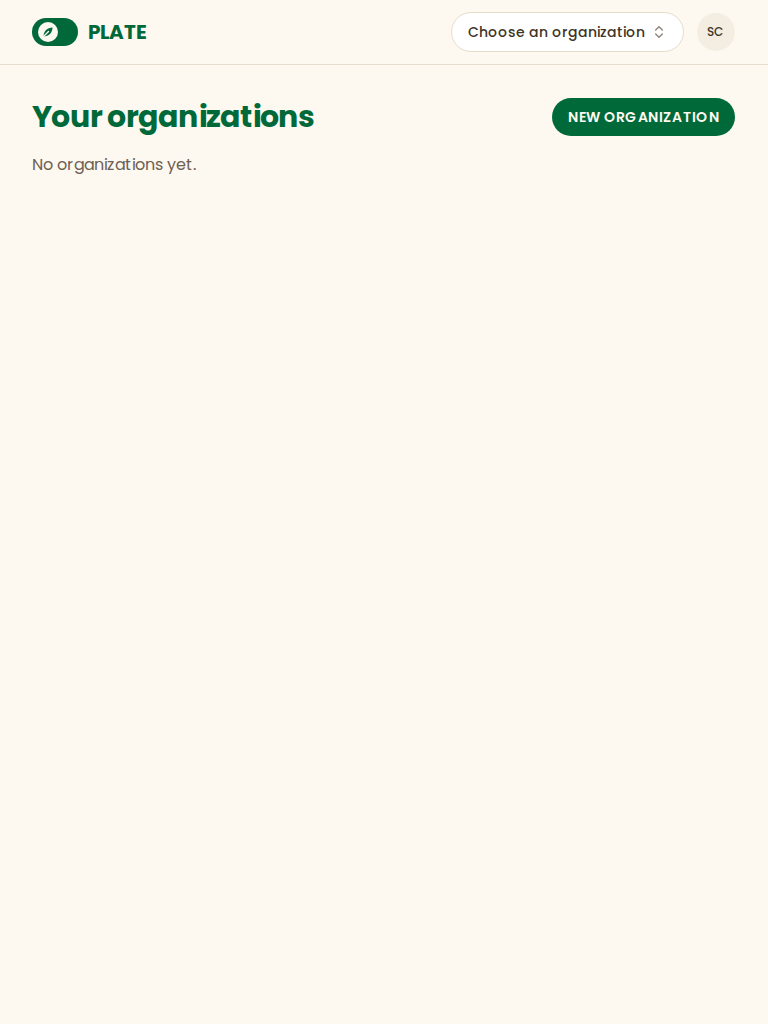 PLATE
Choose an organization
SC
Your organizations
NEW ORGANIZATION
No organizations yet.